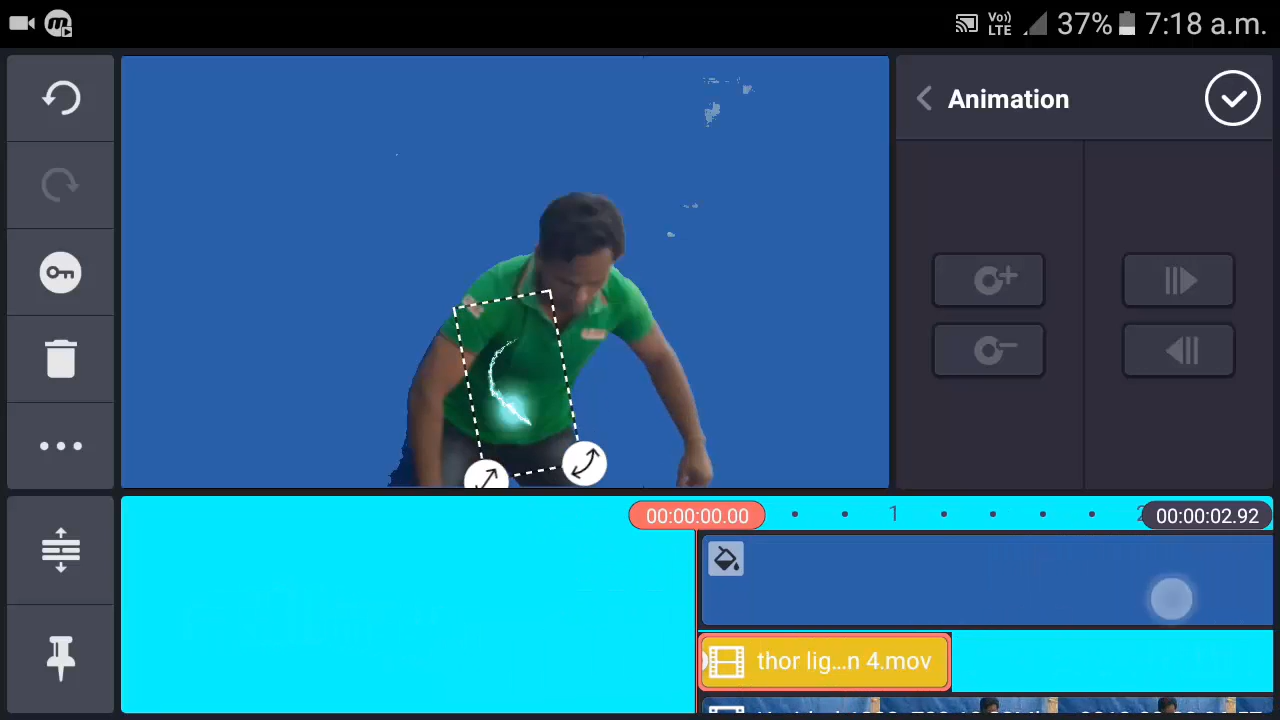 Vo)) LTE 37% 7:18 a.m.
Animation
00:00:00.00 1 2 00:00:02.92
thor lig...n 4.mov